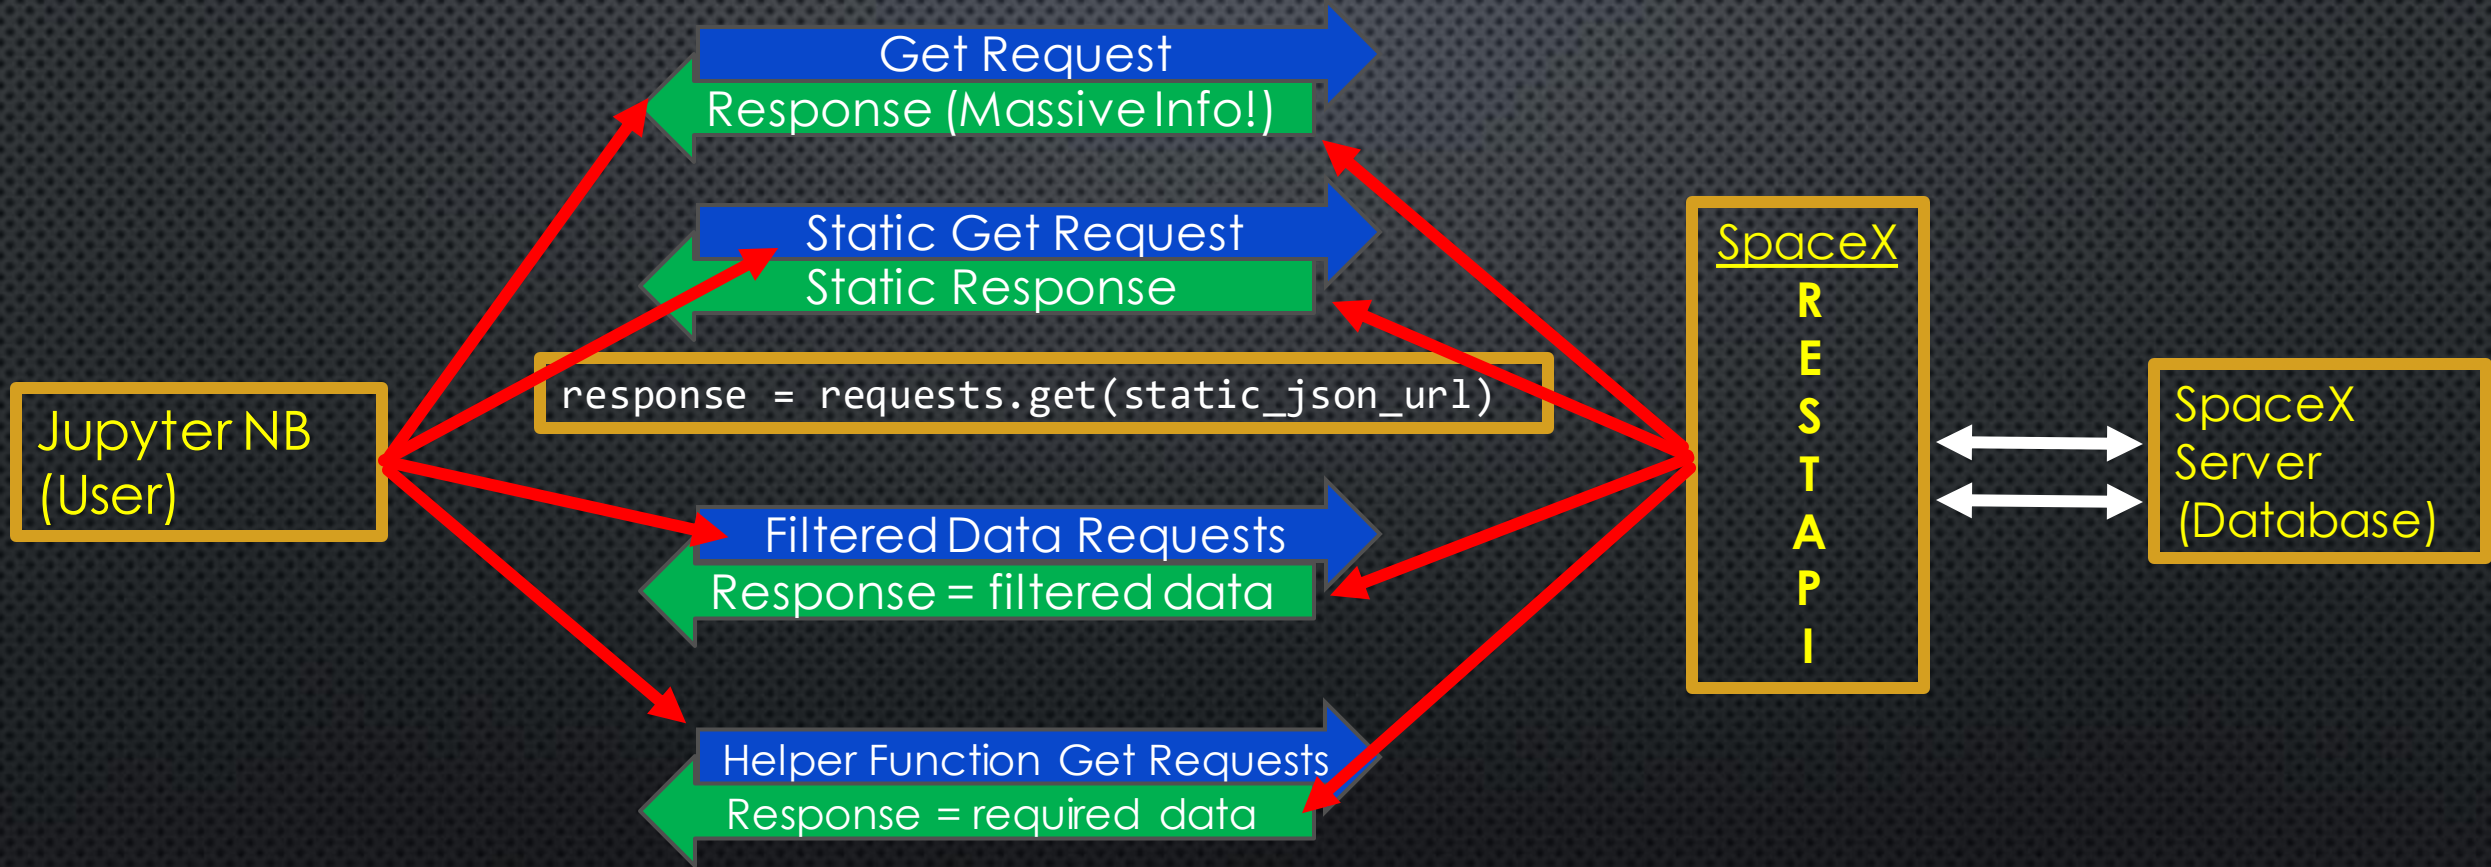 Get Request
Response (Massive Info!)
Static Get Request
Static Response
response = requests.get(static_json_url)
Jupyter NB
(User)
Filtered Data Requests
Response = filtered data
Helper Function Get Requests
Response = required data
SpaceX
R
E
S
T
A
P
I
SpaceX
Server
(Database)